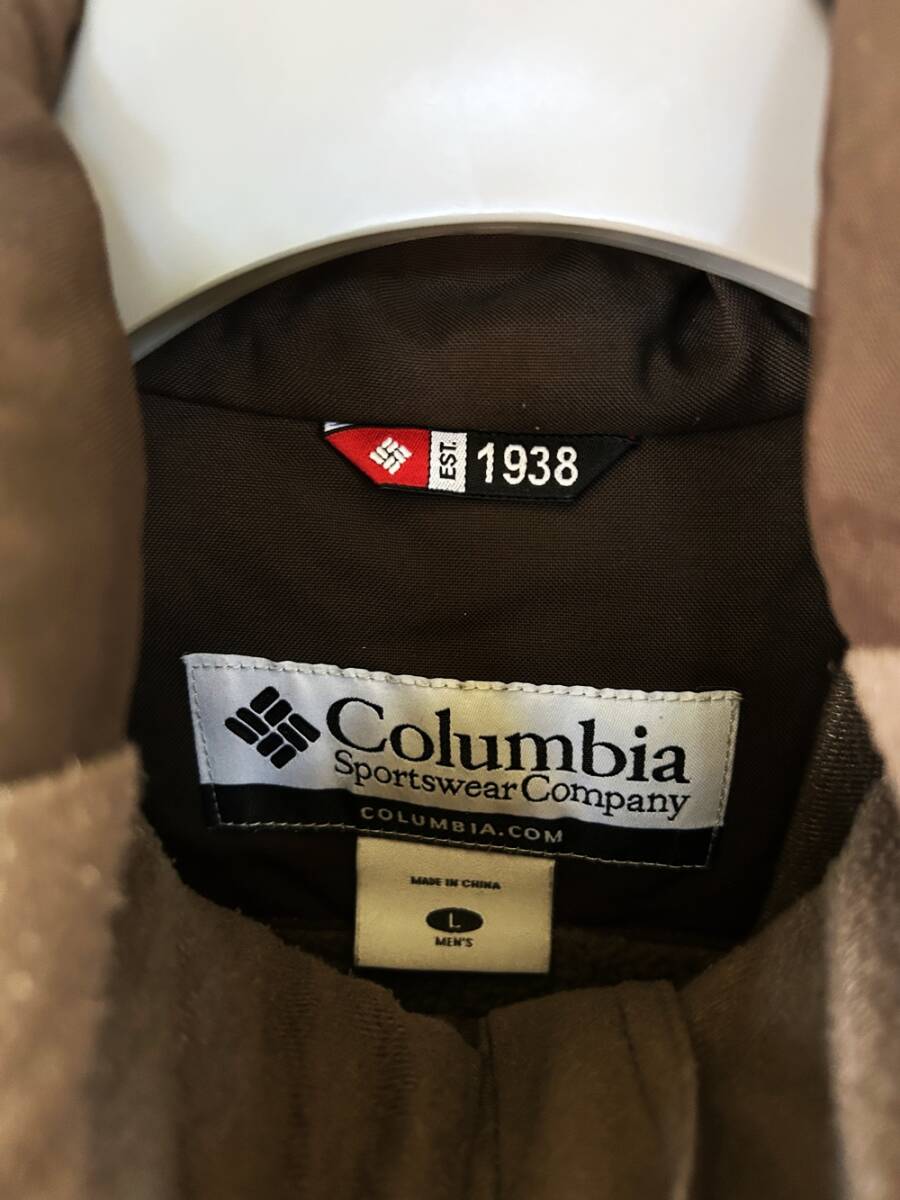 EST. 1938
Columbia
Sportswear Company
COLUMBIA.COM
MADE IN CHINA
L
MEN'S